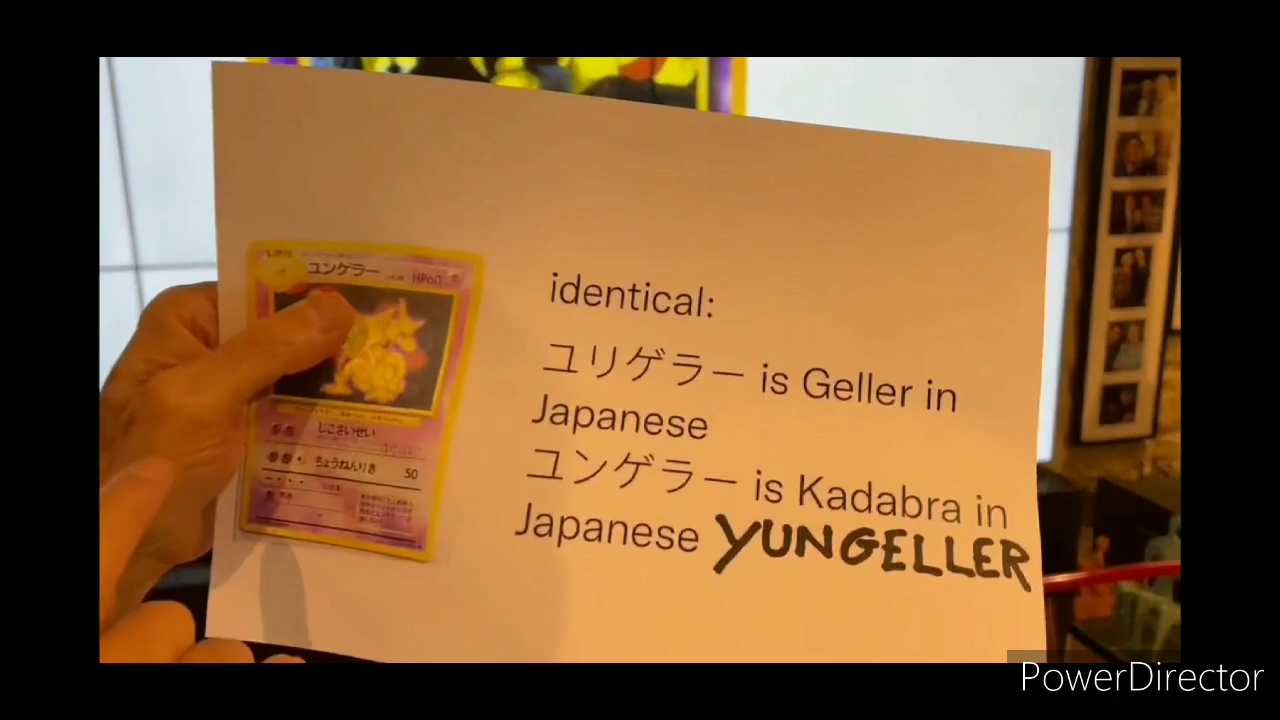 ユンゲラー HP60
identical:
ユリゲラー is Geller in
Japanese
ユンゲラー is Kadabra in
Japanese YUNGELLER
じこさいせい
ちょうねんりき 50
PowerDirector